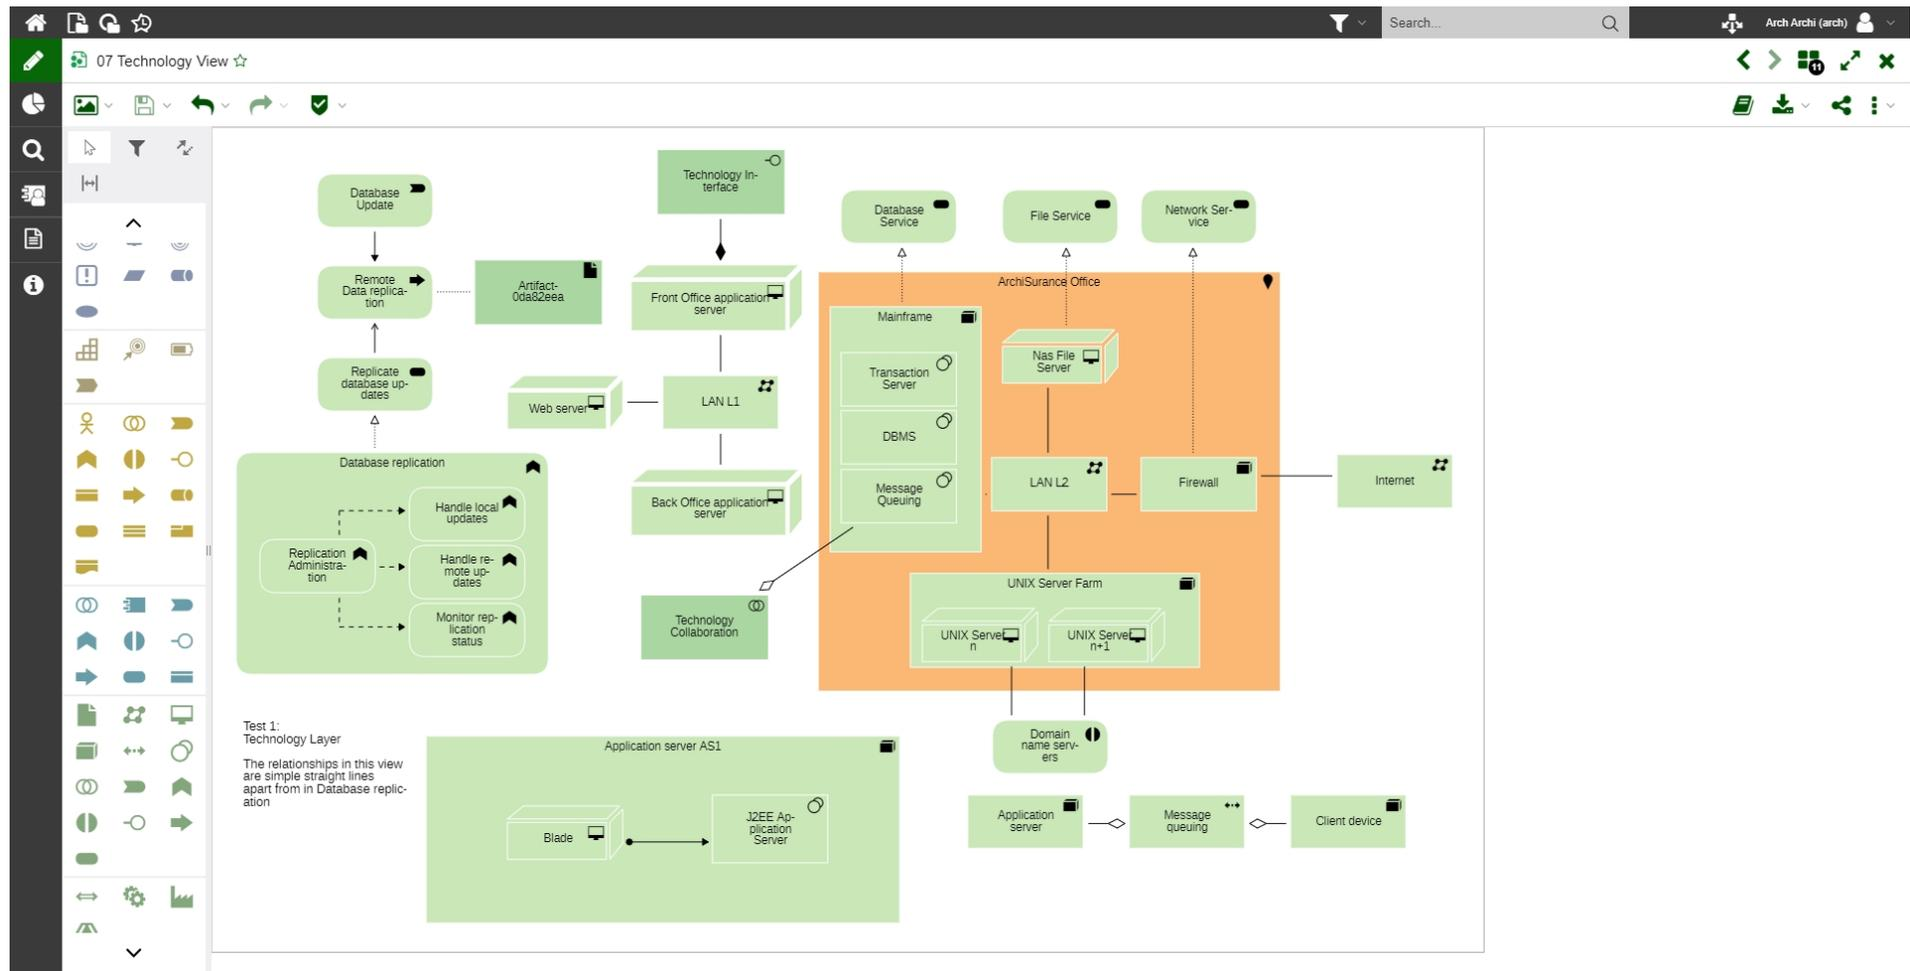 Search...
Arch Archi (arch)
07 Technology View
11
Technology In-
terface
Database
Update
Database
Service
File Service
Network Ser-
vice
Remote
Data replica-
tion
Artifact-
0da82eea
Front Office application
server
ArchiSurance Office
Mainframe
Nas File
Server
Transaction
Server
Replicate
database up-
dates
Web server
LAN L1
DBMS
Database replication
LAN L2
Firewall
Internet
Message
Queuing
Back Office application
server
Handle local
updates
Replication
Administra-
tion
Handle re-
mote up-
dates
Monitor rep-
lication
status
Technology
Collaboration
UNIX Server Farm
UNIX Server
n
UNIX Server
n+1
Test 1:
Technology Layer
The relationships in this view
are simple straight lines
apart from in Database replic-
ation
Application server AS1
Domain
name serv-
ers
Blade
J2EE Ap-
plication
Server
Application
server
Message
queuing
Client device